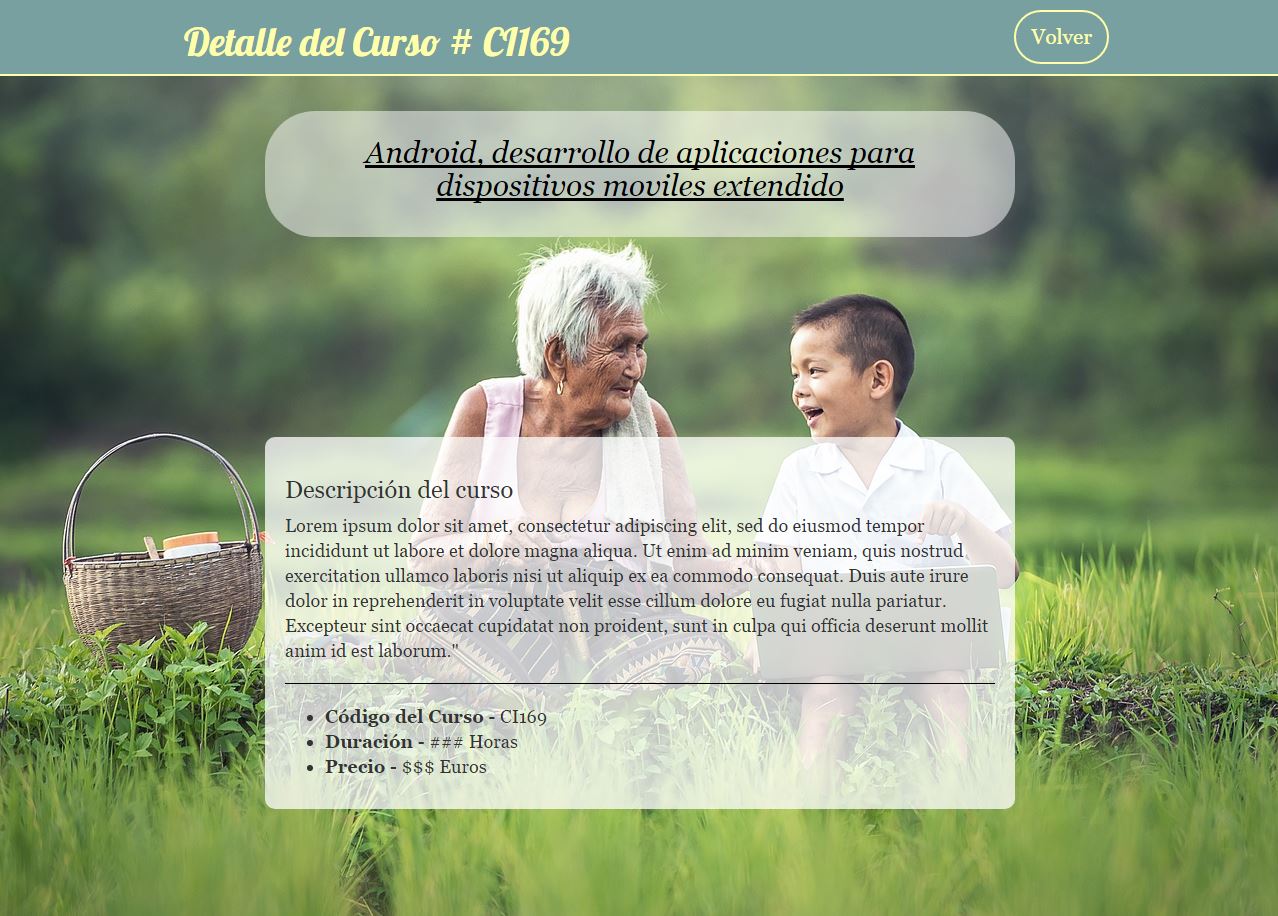 Detalle del Curso # CI169
Volver
Android, desarrollo de aplicaciones para
dispositivos moviles extendido
Descripción del curso
Lorem ipsum dolor sit amet, consectetur adipiscing elit, sed do eiusmod tempor
incididunt ut labore et dolore magna aliqua. Ut enim ad minim veniam, quis nostrud
exercitation ullamco laboris nisi ut aliquip ex ea commodo consequat. Duis aute irure
dolor in reprehenderit in voluptate velit esse cillum dolore eu fugiat nulla pariatur.
Excepteur sint occaecat cupidatat non proident, sunt in culpa qui officia deserunt mollit
anim id est laborum."
• Código del Curso - CI169
• Duración - ### Horas
• Precio - $$$ Euros